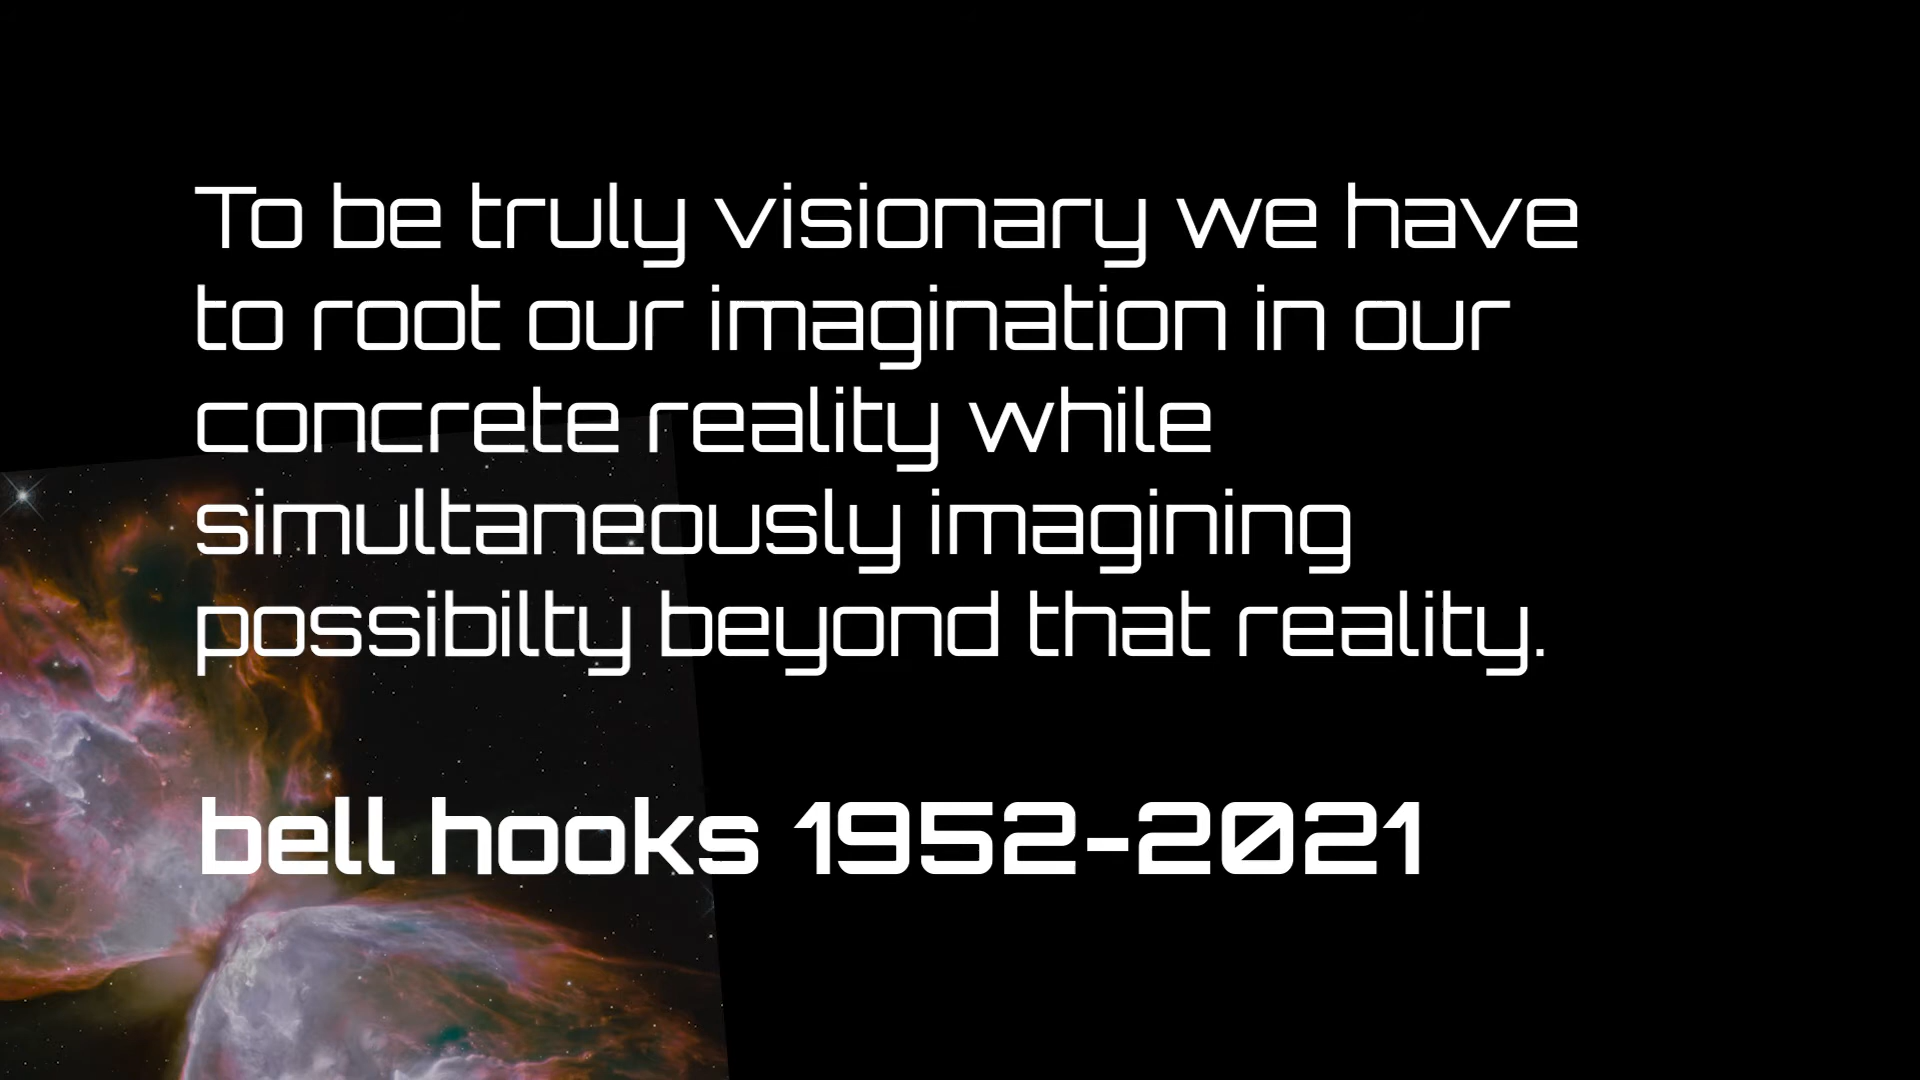 To be truly visionary we have
to root our imagination in our
concrete reality while
simultaneously imagining
possibilty beyond that reality.
bell hooks 1952-2021